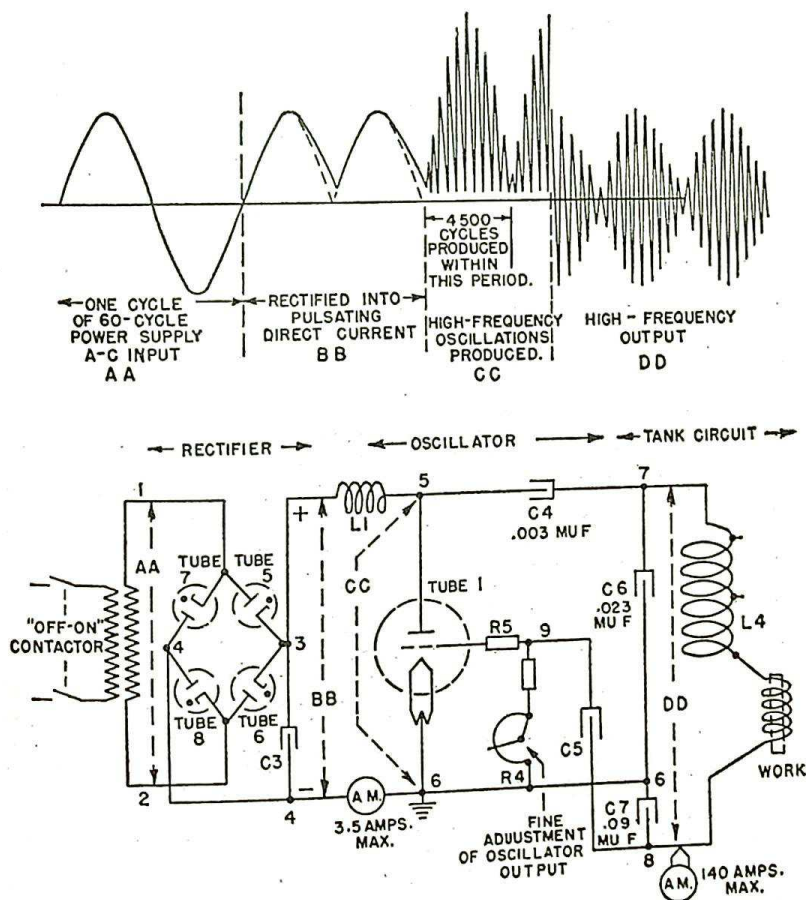 4500
CYCLES
PRODUCED
WITHIN
THIS PERIOD.
ONE CYCLE
OF 60-CYCLE
POWER SUPPLY
A-C INPUT
AA
RECTIFIED INTO
PULSATING
DIRECT CURRENT
BB
HIGH-FREQUENCY
OSCILLATIONS
PRODUCED.
CC
HIGH-FREQUENCY
OUTPUT
DD
RECTIFIER
OSCILLATOR
TANK CIRCUIT
1
AA
"OFF-ON"
CONTACTOR
2
TUBE
7
TUBE
5
4
3
TUBE
8
TUBE
6
C3
+
-
4
BB
L1
5
CC
TUBE 1
R5
9
R4
FINE
ADJUSTMENT
OF OSCILLATOR
OUTPUT
A.M.
3.5 AMPS.
MAX.
6
C4
.003 MU F
C5
7
C6
.023
MU F
DD
L4
WORK
6
C7
.09
MU F
8
A.M.
140 AMPS.
MAX.